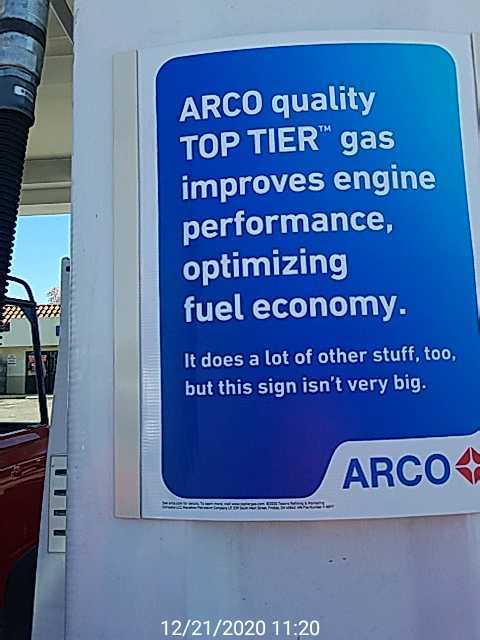 ARCO quality
TOP TIER™ gas
improves engine
performance,
optimizing
fuel economy.
It does a lot of other stuff, too,
but this sign isn't very big.
ARCO
12/21/2020 11:20